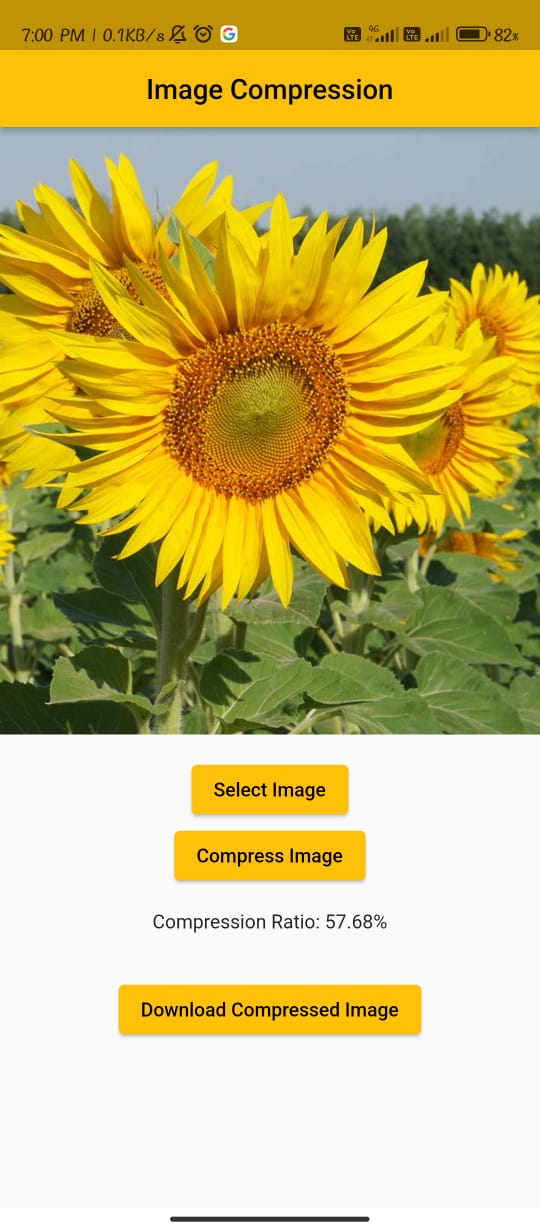 7:00 PM | 0.1KB/s G Vo LTE 4G Vo LTE 82%
Image Compression
Select Image
Compress Image
Compression Ratio: 57.68%
Download Compressed Image